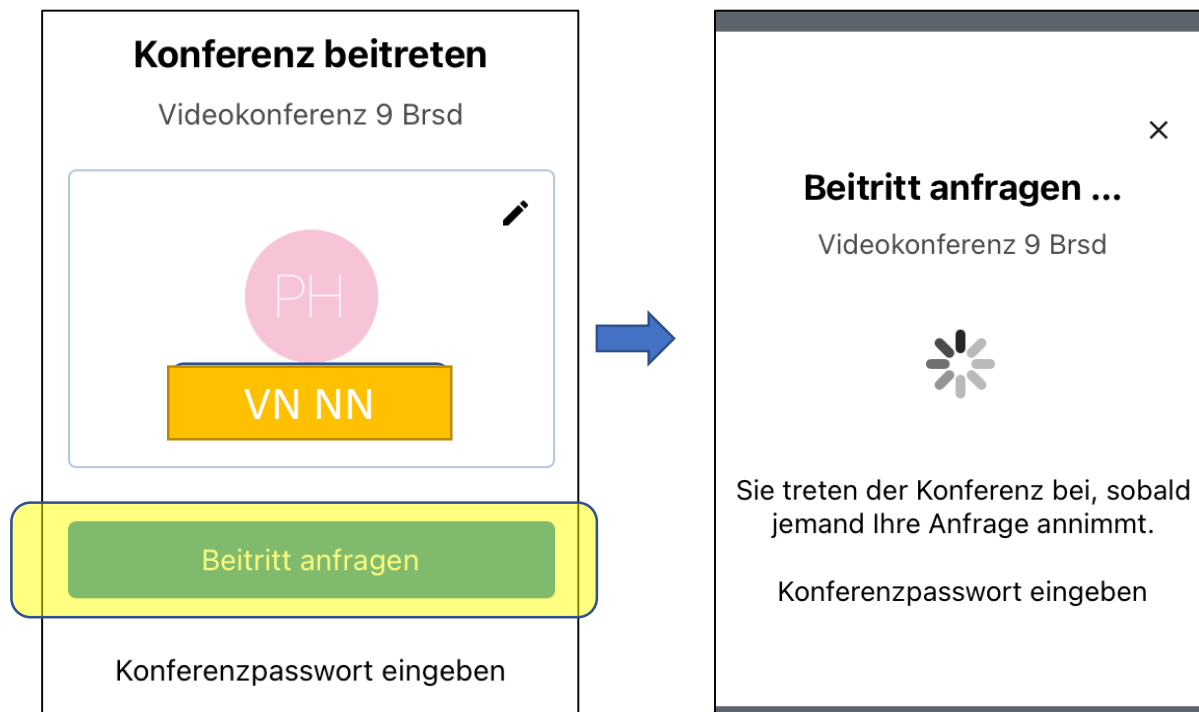 Konferenz beitreten
Videokonferenz 9 Brsd
PH
VN NN
Beitritt anfragen
Konferenzpasswort eingeben
Beitritt anfragen ...
Videokonferenz 9 Brsd
Sie treten der Konferenz bei, sobald
jemand Ihre Anfrage annimmt.
Konferenzpasswort eingeben